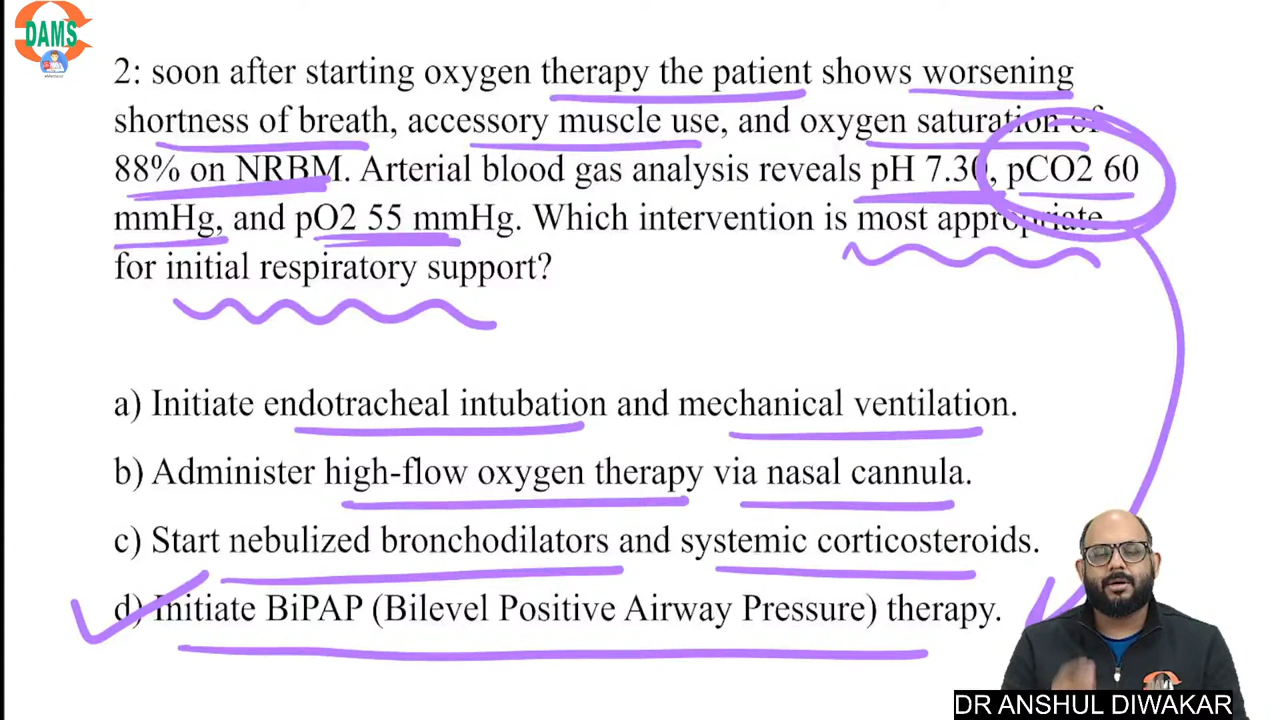 DAMS
2: soon after starting oxygen therapy the patient shows worsening
shortness of breath, accessory muscle use, and oxygen saturation of
88% on NRBM. Arterial blood gas analysis reveals pH 7.30, pCO2 60
mmHg, and pO2 55 mmHg. Which intervention is most appropriate
for initial respiratory support?
a) Initiate endotracheal intubation and mechanical ventilation.
b) Administer high-flow oxygen therapy via nasal cannula.
c) Start nebulized bronchodilators and systemic corticosteroids.
d) Initiate BiPAP (Bilevel Positive Airway Pressure) therapy.
DAMS
DR ANSHUL DIWAKAR